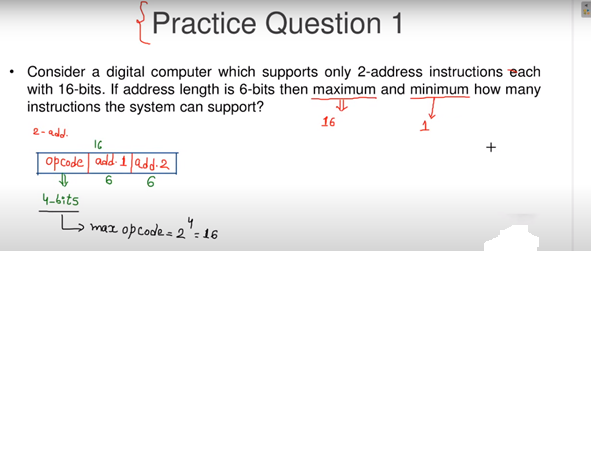 Practice Question 1
• Consider a digital computer which supports only 2-address instructions each
with 16-bits. If address length is 6-bits then maximum and minimum how many
instructions the system can support?
16
1
2-add.
16
opcode add.1 add.2
6 6
4-bits
max opcode = 2⁴ = 16